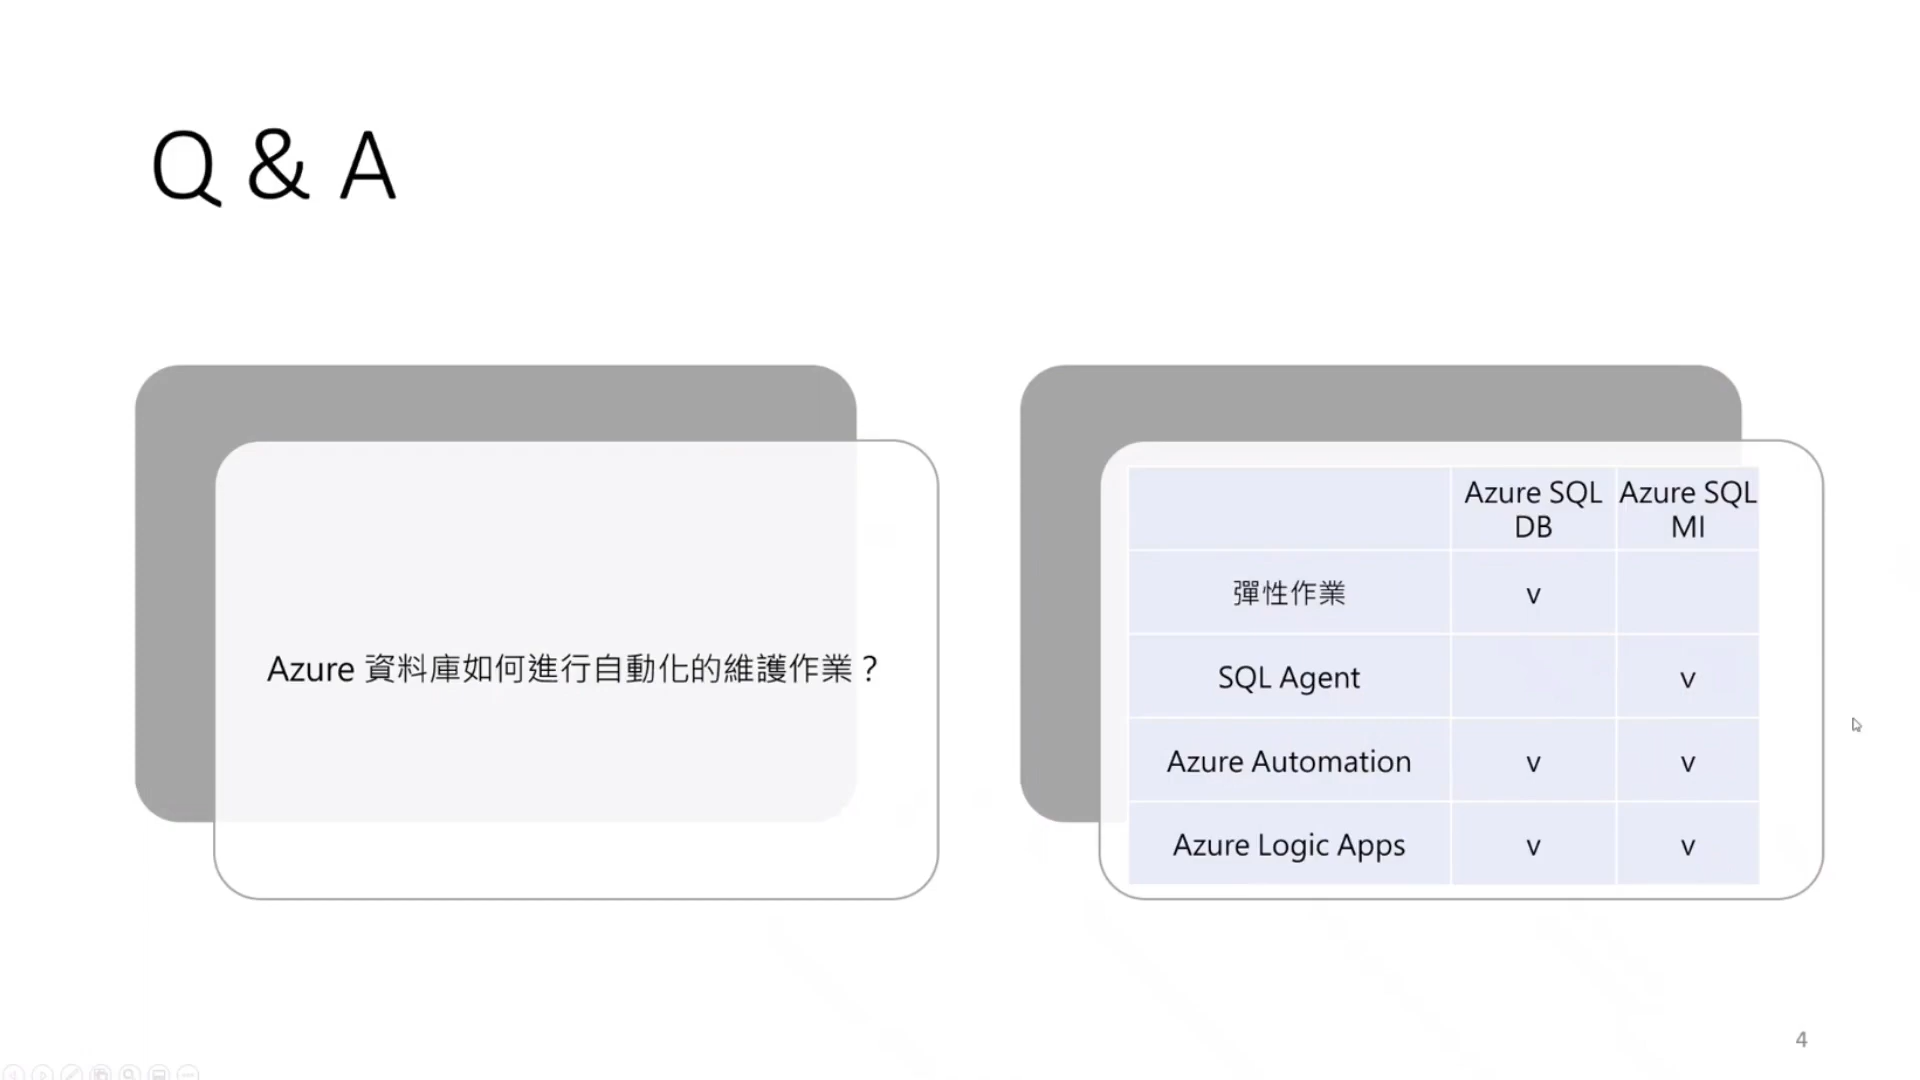 Q & A
Azure 資料庫如何進行自動化的維護作業？
Azure SQL DB Azure SQL MI
彈性作業 v
SQL Agent v
Azure Automation v v
Azure Logic Apps v v
4